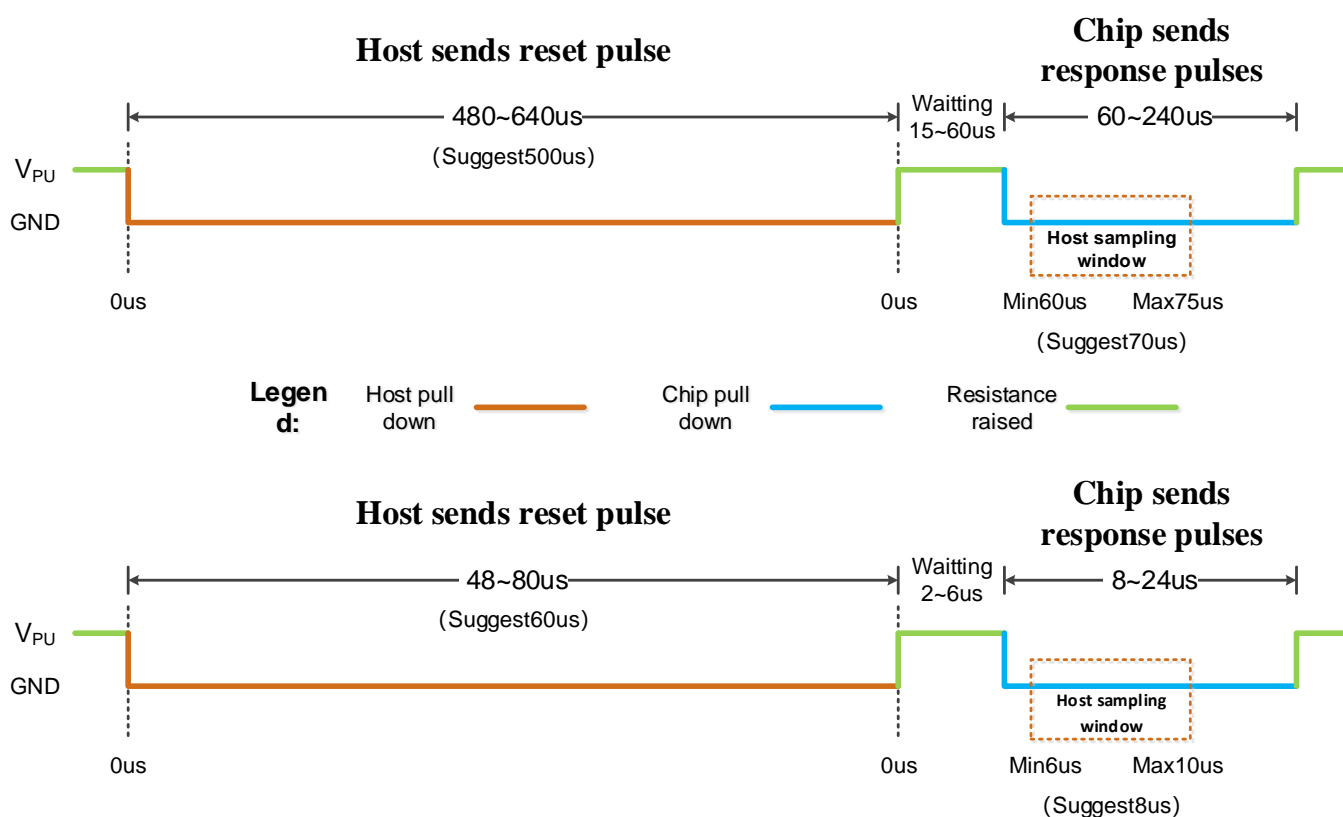 Host sends reset pulse
Chip sends
response pulses
480~640us
(Suggest500us)
Waitting
15~60us
60~240us
VPU
GND
Host sampling
window
0us
0us
Min60us
Max75us
(Suggest70us)
Legen
d:
Host pull
down
Chip pull
down
Resistance
raised
Host sends reset pulse
Chip sends
response pulses
48~80us
(Suggest60us)
Waitting
2~6us
8~24us
VPU
GND
Host sampling
window
0us
0us
Min6us
Max10us
(Suggest8us)